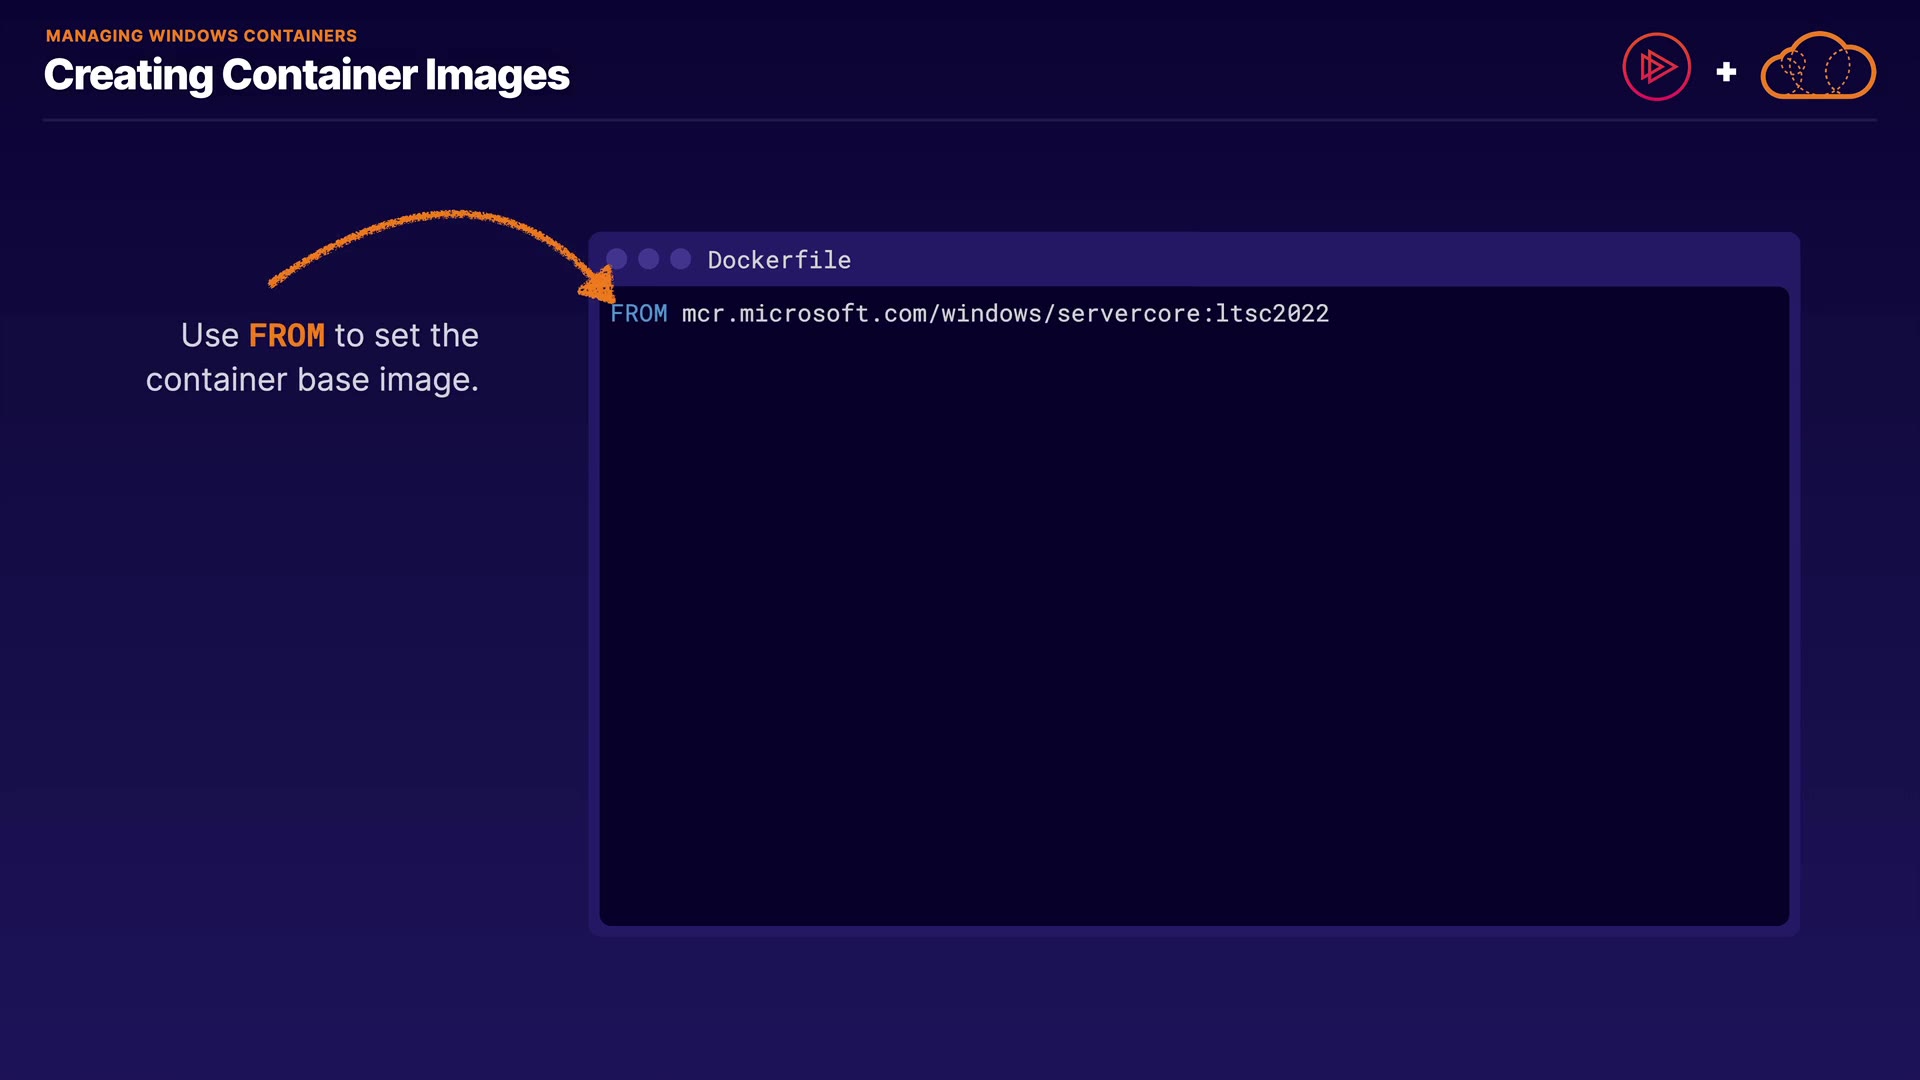 MANAGING WINDOWS CONTAINERS
Creating Container Images
+
Dockerfile
FROM mcr.microsoft.com/windows/servercore:ltsc2022
Use FROM to set the
container base image.